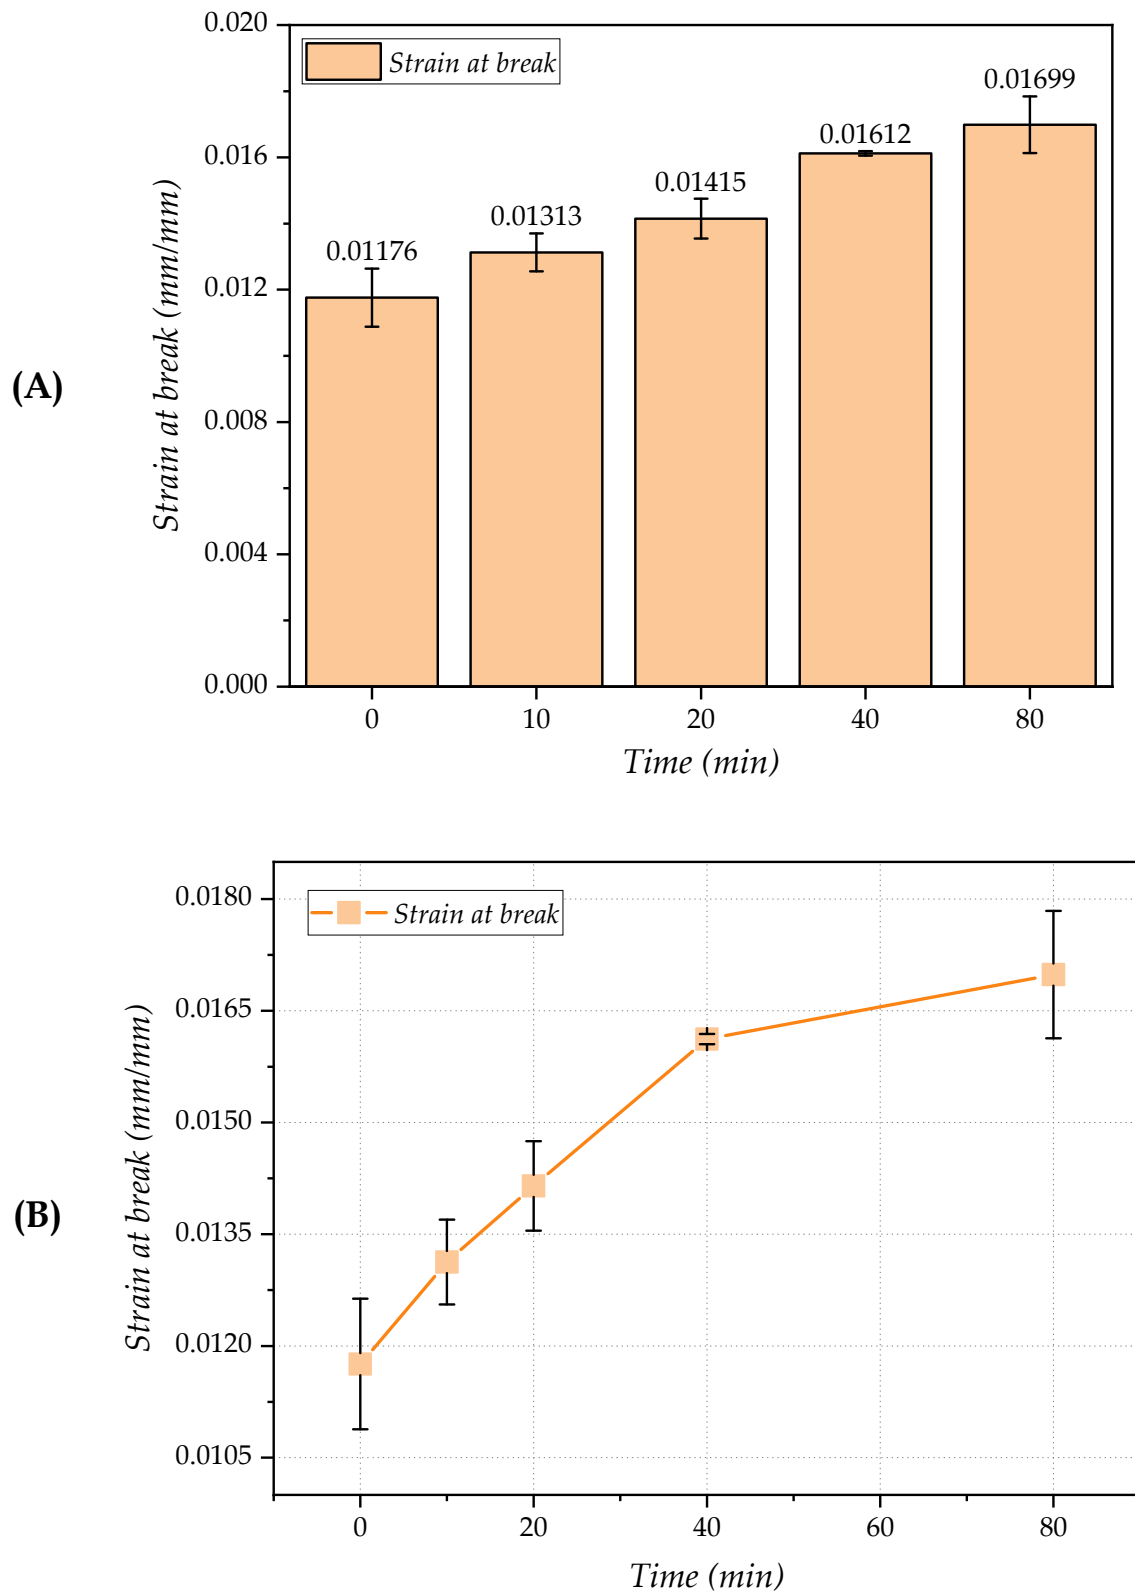 (A)
Strain at break (mm/mm)
0.020
0.016
0.012
0.008
0.004
0.000
Strain at break
0.01176
0.01313
0.01415
0.01612
0.01699
0 10 20 40 80
Time (min)
(B)
Strain at break (mm/mm)
0.0180
0.0165
0.0150
0.0135
0.0120
0.0105
Strain at break
0 20 40 60 80
Time (min)